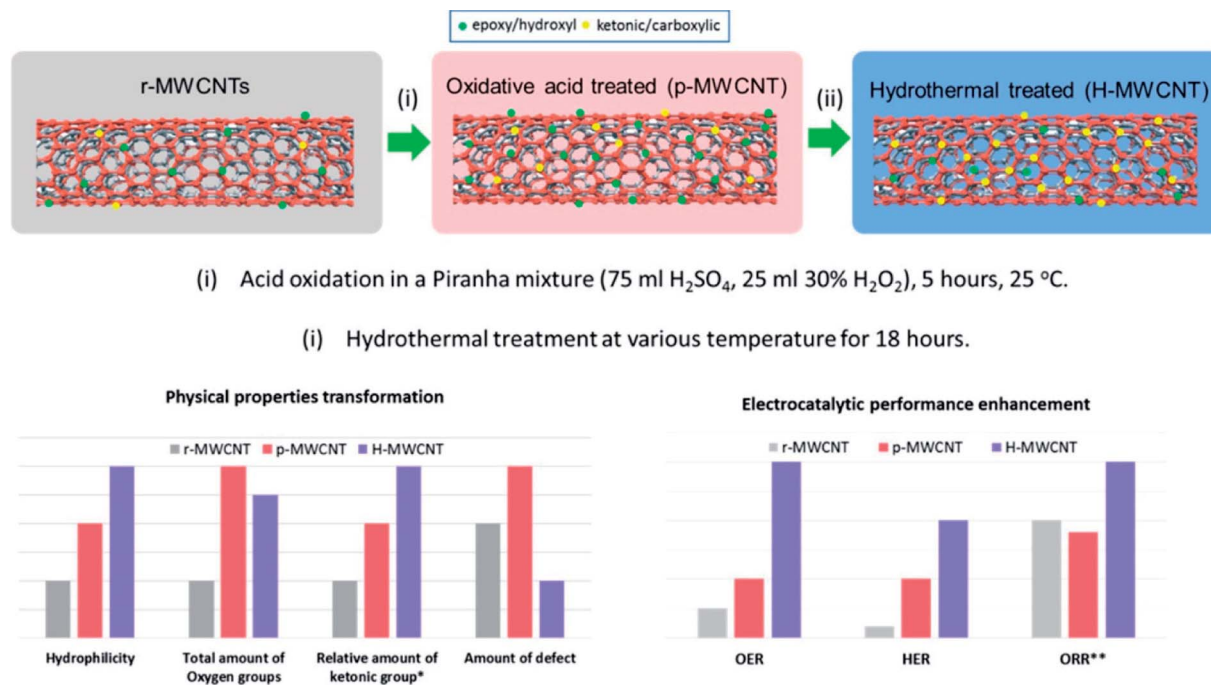 epoxy/hydroxyl ketonic/carboxylic
r-MWCNTs
(i)
Oxidative acid treated (p-MWCNT)
(ii)
Hydrothermal treated (H-MWCNT)
(i) Acid oxidation in a Piranha mixture (75 ml H₂SO₄, 25 ml 30% H₂O₂), 5 hours, 25 °C.
(i) Hydrothermal treatment at various temperature for 18 hours.
Physical properties transformation
r-MWCNT p-MWCNT H-MWCNT
Hydrophilicity
Total amount of
Oxygen groups
Relative amount of
ketonic group*
Amount of defect
Electrocatalytic performance enhancement
r-MWCNT p-MWCNT H-MWCNT
OER
HER
ORR**